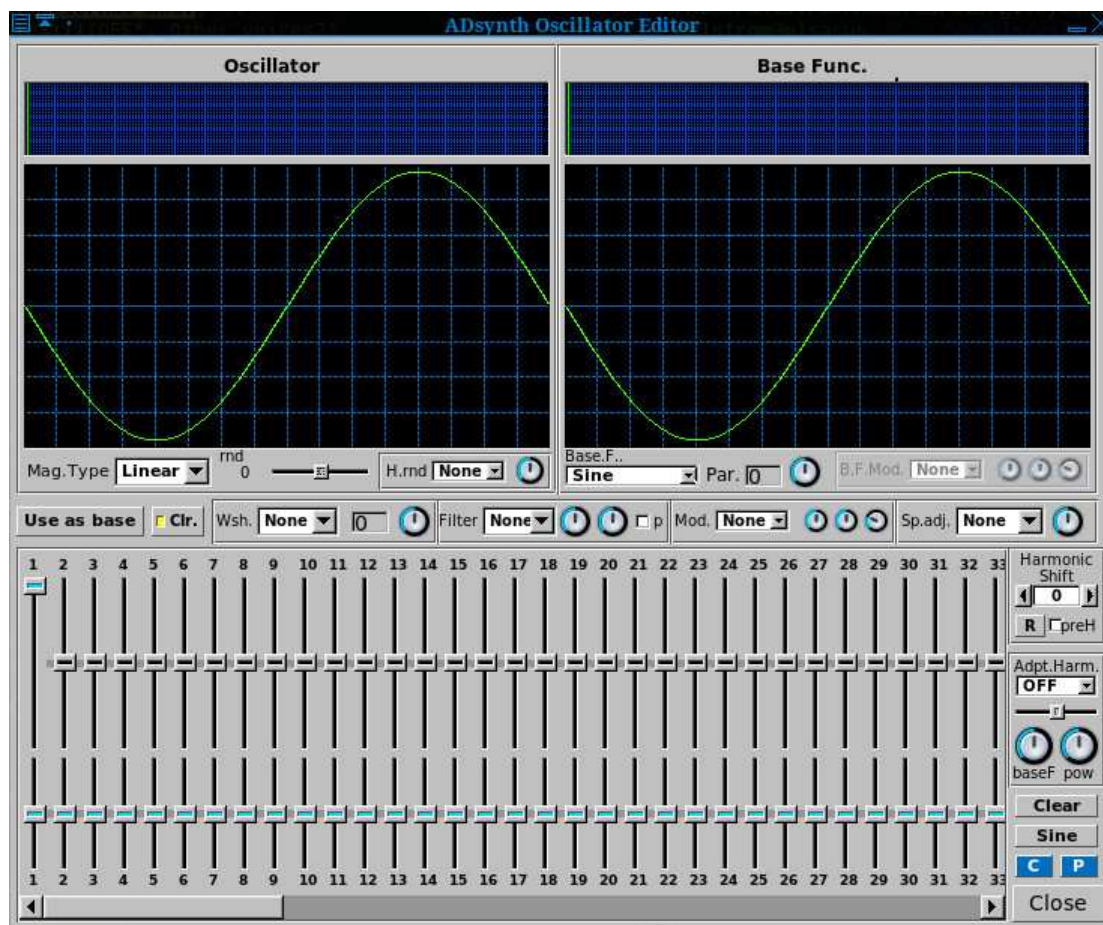 ADsynth Oscillator Editor
Oscillator
Base Func.
Mag.Type Linear rnd 0 H.rnd None
Base.F.. Sine Par. 0 B.F.Mod. None
Use as base Clr. Wsh. None 0 Filter None p Mod. None Sp.adj. None
1 2 3 4 5 6 7 8 9 10 11 12 13 14 15 16 17 18 19 20 21 22 23 24 25 26 27 28 29 30 31 32 33
Harmonic
Shift
0
R preH
Adpt.Harm.
OFF
r
baseF pow
Clear
Sine
C P
1 2 3 4 5 6 7 8 9 10 11 12 13 14 15 16 17 18 19 20 21 22 23 24 25 26 27 28 29 30 31 32 33
Close